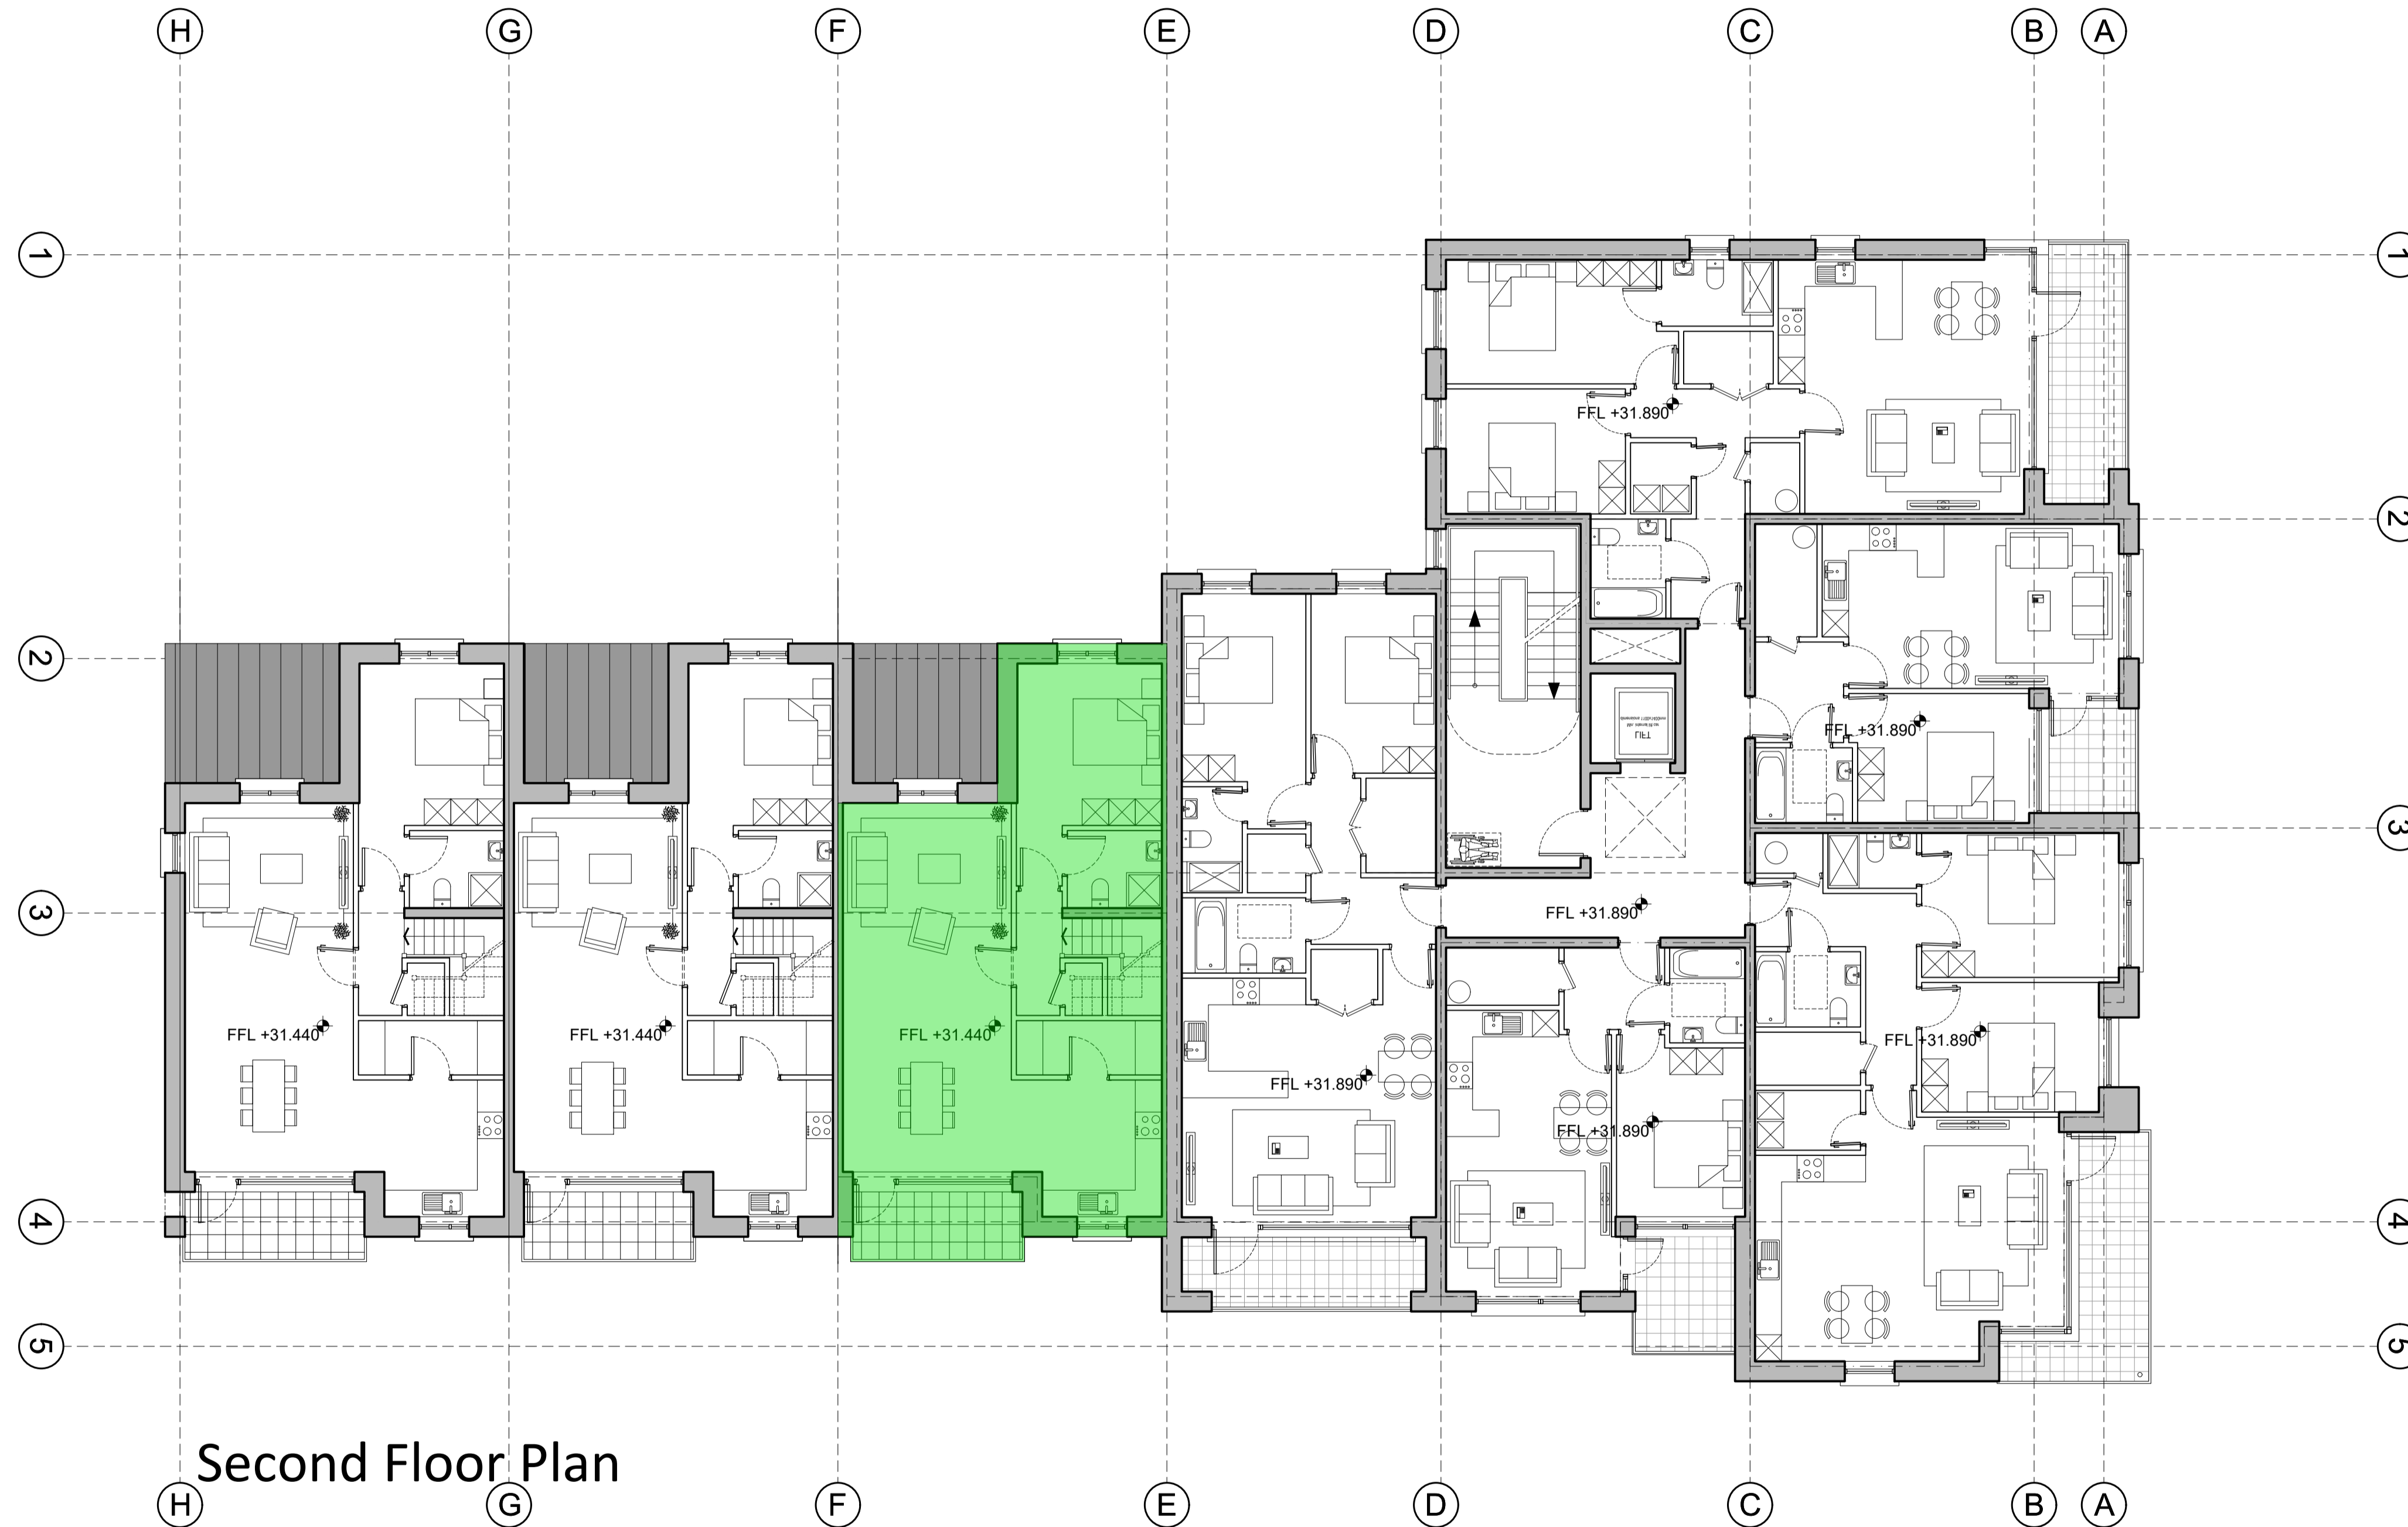 H G F E D C B A
1 1
FFL +31.890
2
FFL +31.890
2
LIFT
3
FFL +31.890
3
FFL +31.440 FFL +31.440 FFL +31.440
FFL +31.890
FFL +31.890
FFL +31.890
4 4
5 5
Second Floor Plan
H G F E D C B A